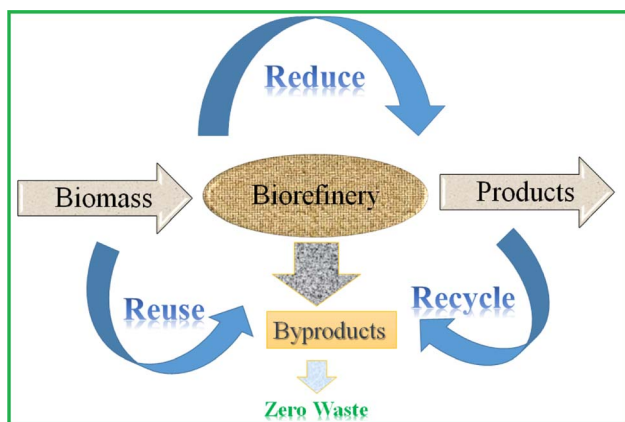 Reduce
Biomass
Biorefinery
Products
Reuse
Recycle
Byproducts
Zero Waste